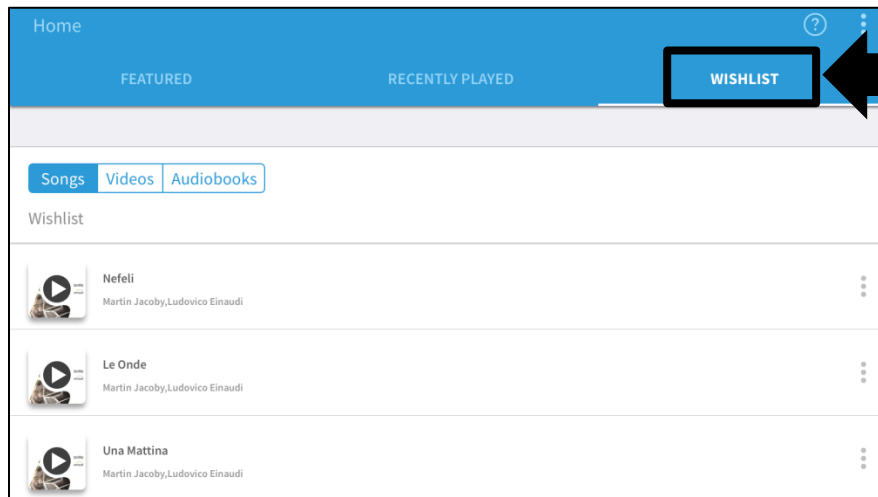 Home
?
FEATURED RECENTLY PLAYED WISHLIST
Songs Videos Audiobooks
Wishlist
Nefeli
Martin Jacoby,Ludovico Einaudi
Le Onde
Martin Jacoby,Ludovico Einaudi
Una Mattina
Martin Jacoby,Ludovico Einaudi